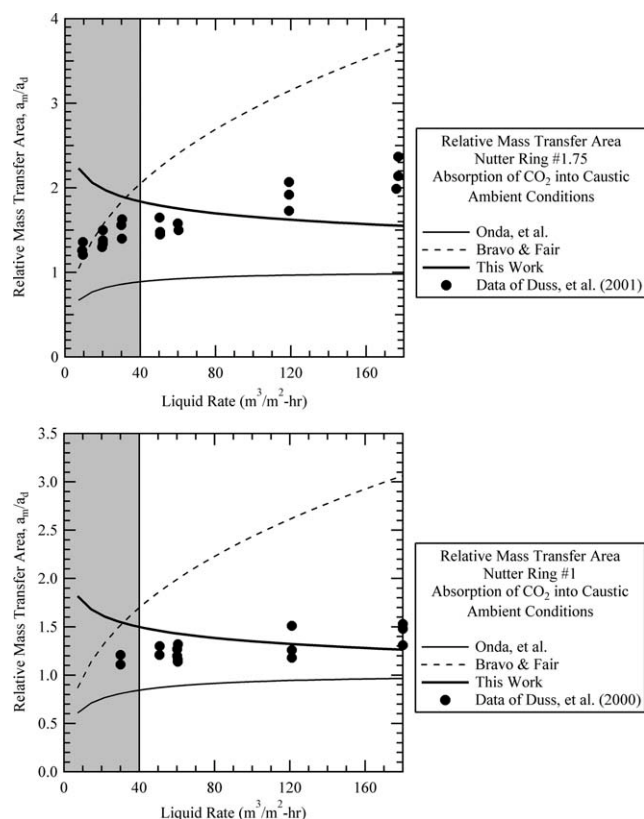 4
3
2
1
0
Relative Mass Transfer Area, aₘ/a_d
0
40
80
120
160
Liquid Rate (m³/m²-hr)
Relative Mass Transfer Area
Nutter Ring #1.75
Absorption of CO₂ into Caustic
Ambient Conditions
Onda, et al.
Bravo & Fair
This Work
Data of Duss, et al. (2001)
3.5
3.0
2.5
2.0
1.5
1.0
0.5
0.0
Relative Mass Transfer Area, aₘ/a_d
0
40
80
120
160
200
Liquid Rate (m³/m²-hr)
Relative Mass Transfer Area
Nutter Ring #1
Absorption of CO₂ into Caustic
Ambient Conditions
Onda, et al.
Bravo & Fair
This Work
Data of Duss, et al. (2000)